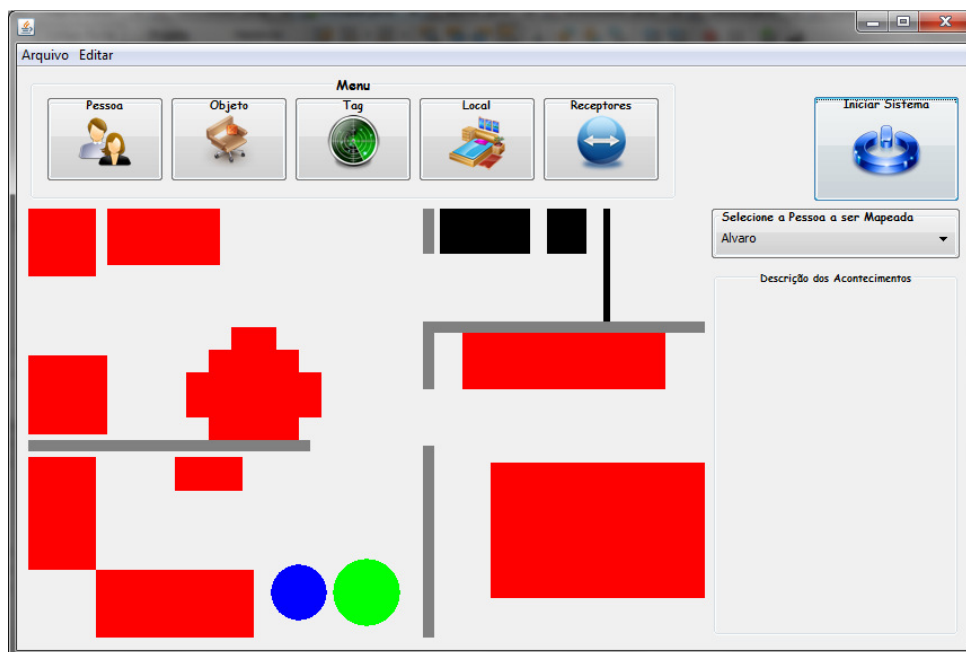 Arquivo Editar
Menu
Pessoa Objeto Tag Local Receptores
Iniciar Sistema
Selecione a Pessoa a ser Mapeada
Alvaro
Descrição dos Acontecimentos